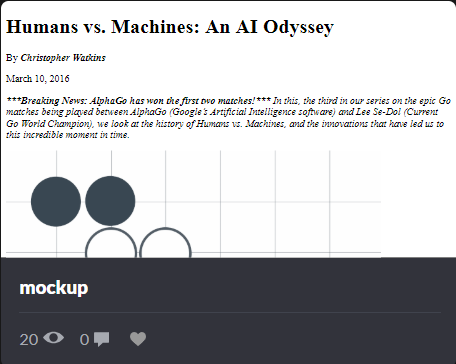 Humans vs. Machines: An AI Odyssey
By Christopher Watkins
March 10, 2016
***Breaking News: AlphaGo has won the first two matches!*** In this, the third in our series on the epic Go
matches being played between AlphaGo (Google's Artificial Intelligence software) and Lee Se-Dol (Current
Go World Champion), we look at the history of Humans vs. Machines, and the innovations that have led us to
this incredible moment in time.
mockup
20
0